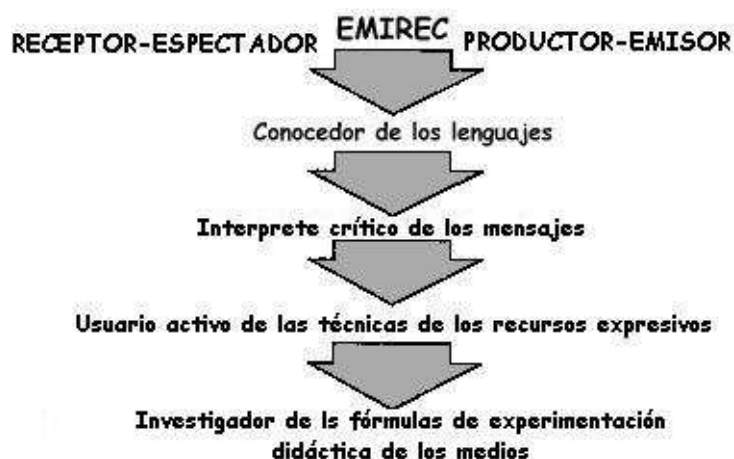 RECEPTOR-ESPECTADOR EMIREC PRODUCTOR-EMISOR
Conocedor de los lenguajes
Interprete crítico de los mensajes
Usuario activo de las técnicas de los recursos expresivos
Investigador de ls fórmulas de experimentación
didáctica de los medios